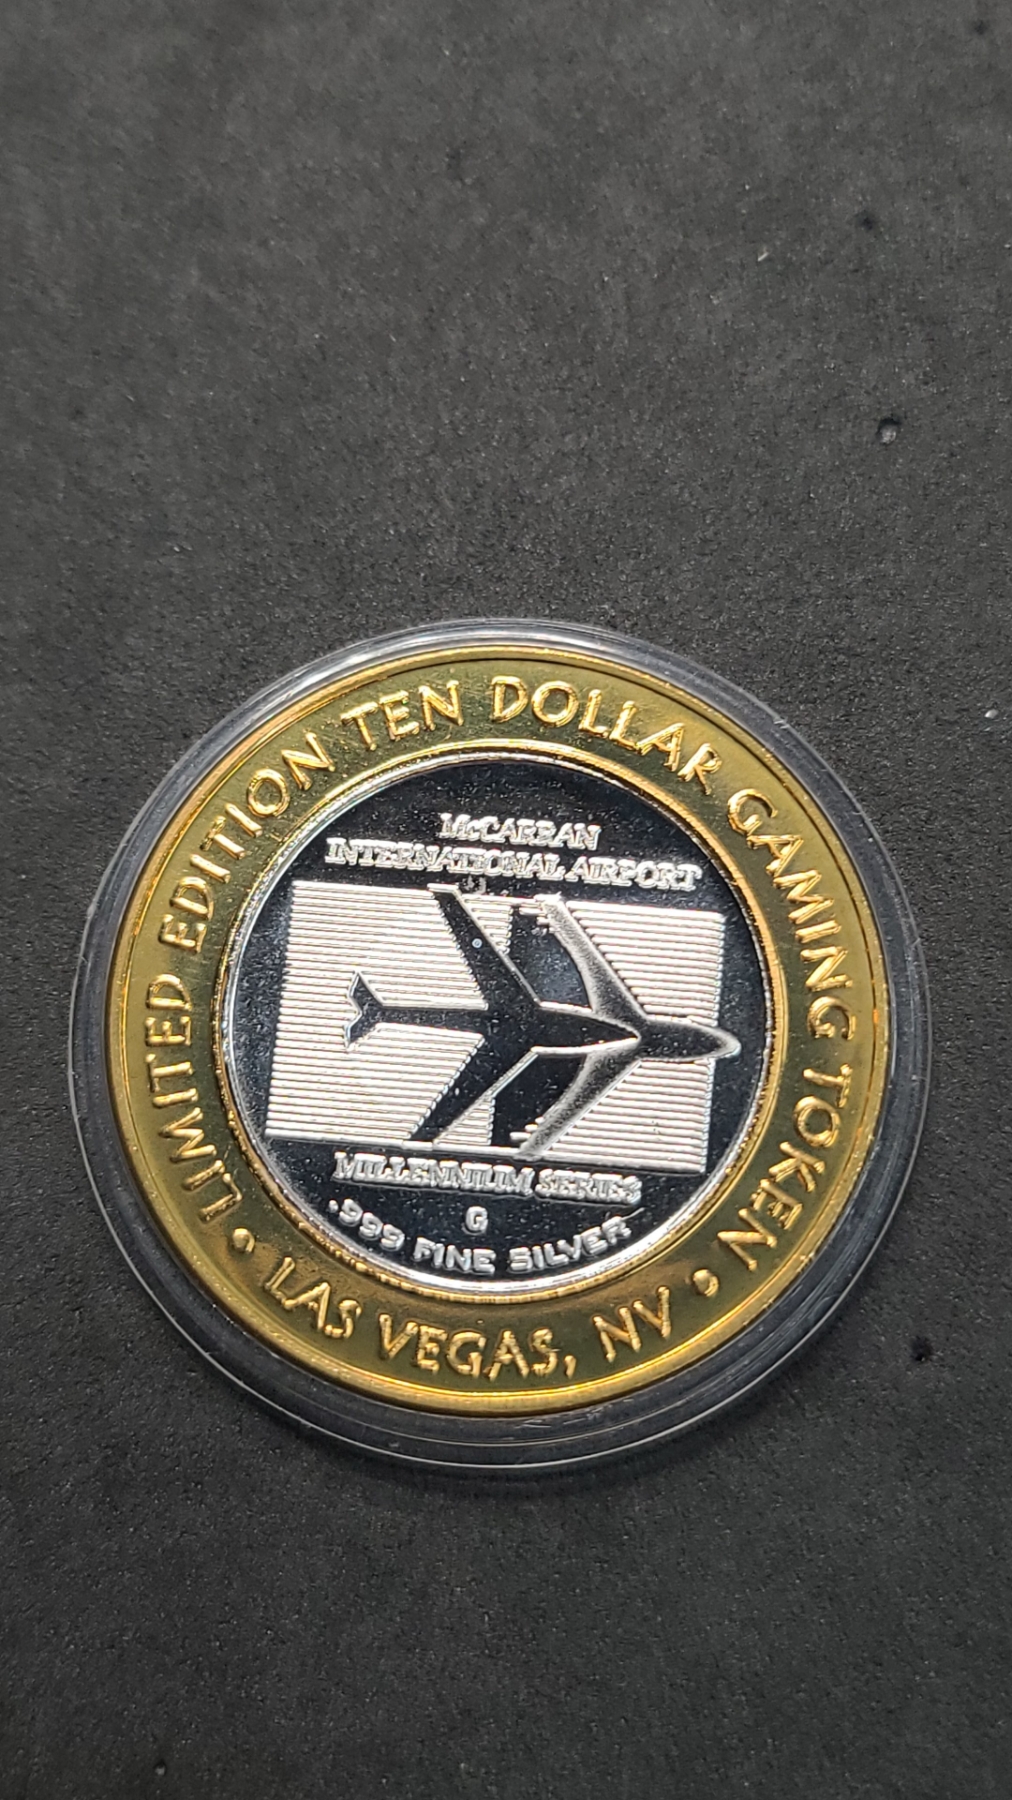 LIMITED EDITION TEN DOLLAR GAMING TOKEN
McCARRAN
INTERNATIONAL AIRPORT
MILLENNIUM SERIES
G
.999 FINE SILVER
• LAS VEGAS, NV •